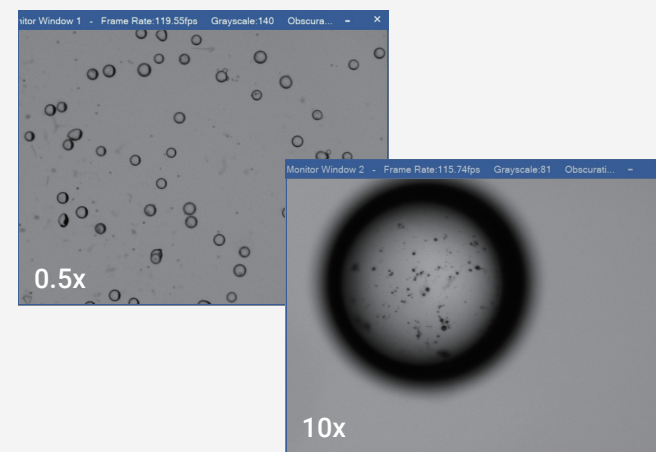 nitor Window 1 - Frame Rate:119.55fps Grayscale:140 Obscura... - ×
0.5x
Monitor Window 2 - Frame Rate:115.74fps Grayscale:81 Obscurati... -
10x